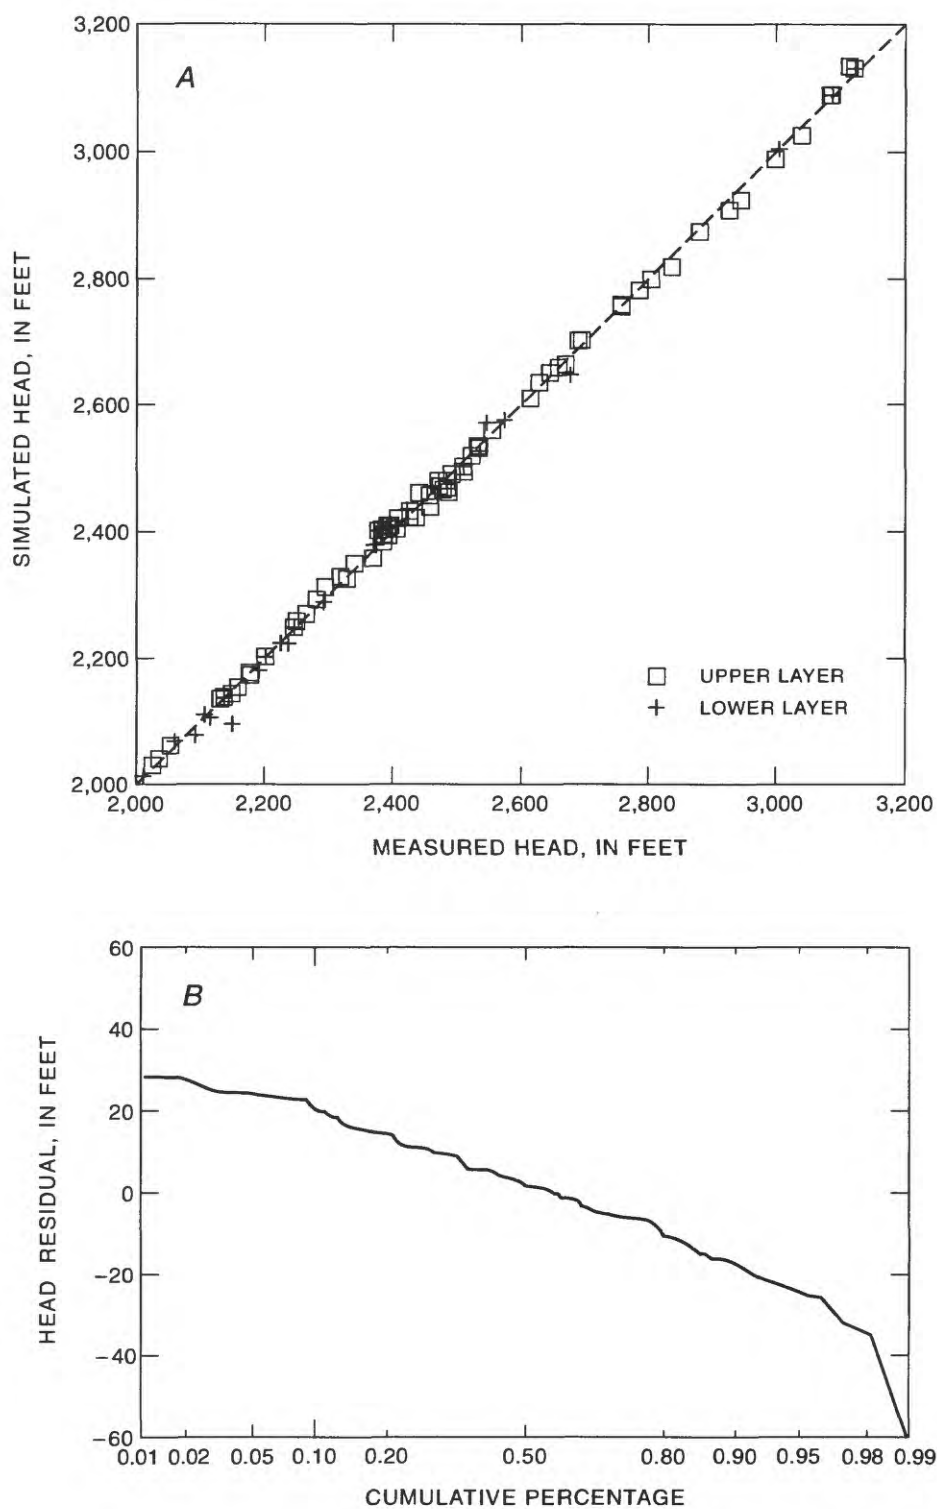 3,200
A
3,000
2,800
2,600
2,400
2,200
2,000
SIMULATED HEAD, IN FEET
UPPER LAYER
LOWER LAYER
2,000 2,200 2,400 2,600 2,800 3,000 3,200
MEASURED HEAD, IN FEET
60
B
40
20
0
−20
−40
−60
HEAD RESIDUAL, IN FEET
0.01 0.02 0.05 0.10 0.20 0.50 0.80 0.90 0.95 0.98 0.99
CUMULATIVE PERCENTAGE